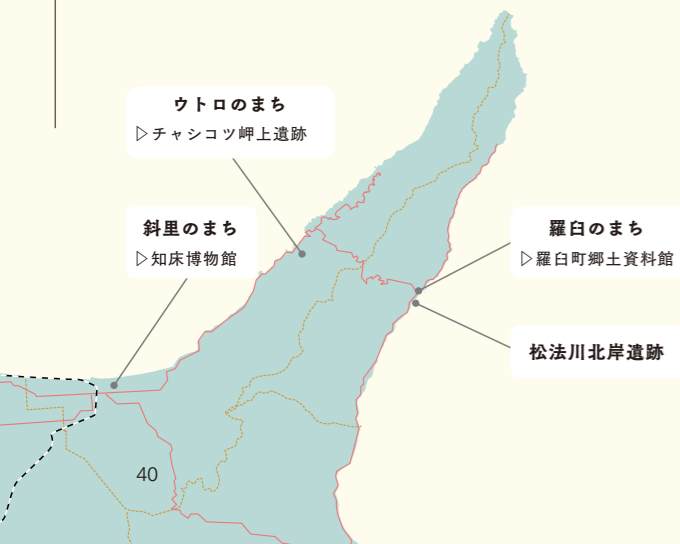 ウトロのまち
▷チャシコツ岬上遺跡
斜里のまち
▷知床博物館
羅臼のまち
▷羅臼町郷土資料館
松法川北岸遺跡
40